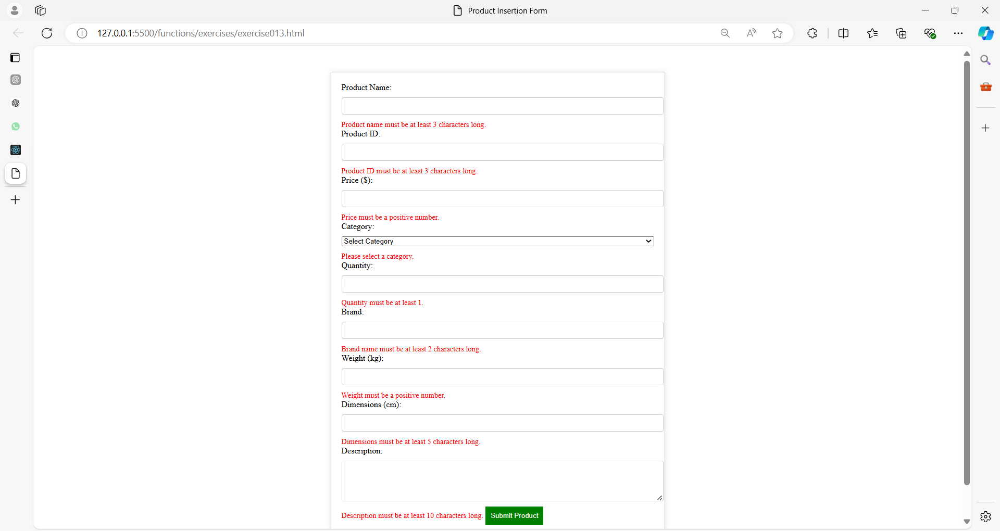 Product Insertion Form
127.0.0.1:5500/functions/exercises/exercise013.html
Product Name:
Product name must be at least 3 characters long.
Product ID:
Product ID must be at least 3 characters long.
Price ($):
Price must be a positive number.
Category:
Select Category
Please select a category.
Quantity:
Quantity must be at least 1.
Brand:
Brand name must be at least 2 characters long.
Weight (kg):
Weight must be a positive number.
Dimensions (cm):
Dimensions must be at least 5 characters long.
Description:
Description must be at least 10 characters long. Submit Product